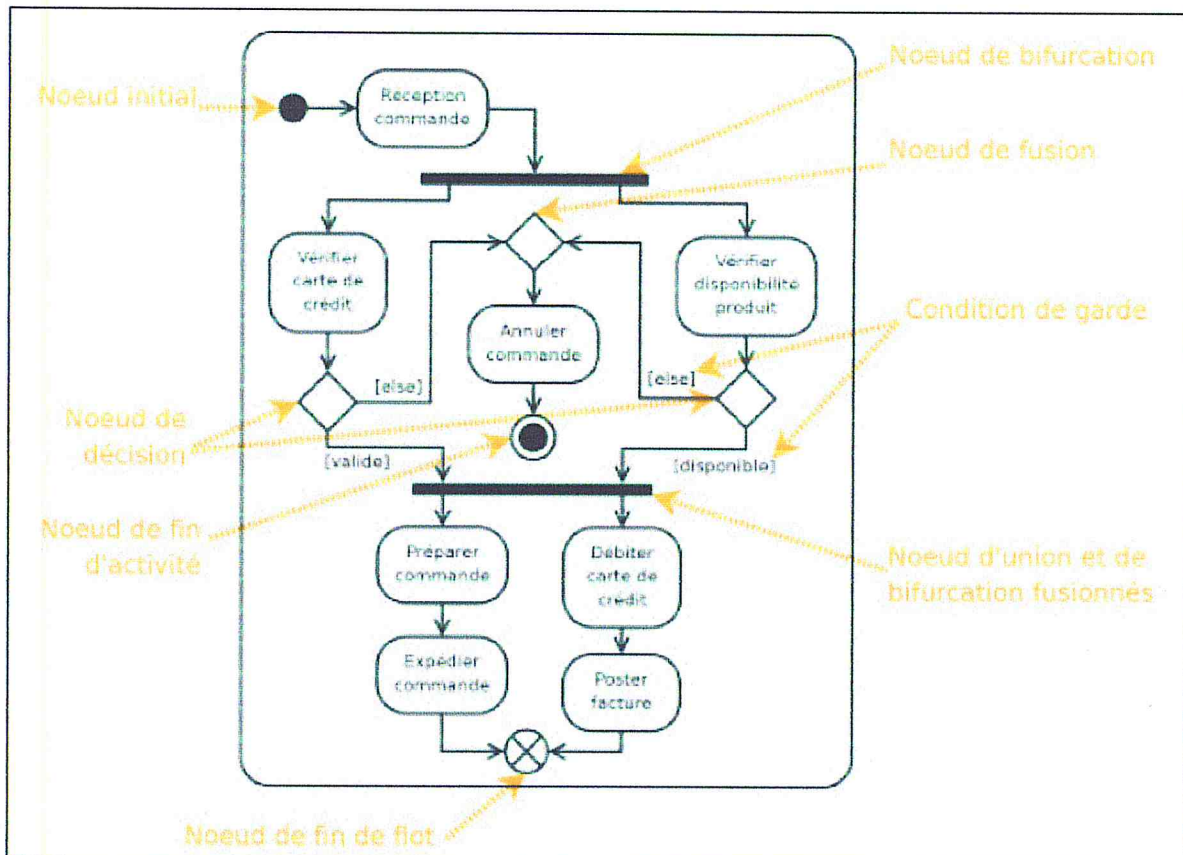 Noeud de bifurcation
Noeud initial
Réception
commande
Noeud de fusion
Vérifier
carte de
crédit
Vérifier
disponibilité
produit
Condition de garde
Annuler
commande
[else]
[else]
Noeud de
décision
[valide]
[disponible]
Noeud de fin
d'activité
Préparer
commande
Débiter
carte de
crédit
Noeud d'union et de
bifurcation fusionnés
Expédier
commande
Poster
facture
Noeud de fin de flot